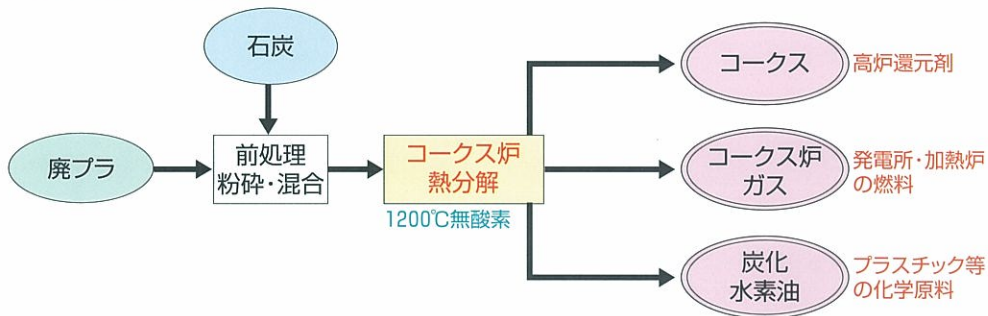 石炭
廃プラ
前処理
粉砕・混合
コークス炉
熱分解
1200℃無酸素
コークス
高炉還元剤
コークス炉
ガス
発電所・加熱炉
の燃料
炭化
水素油
プラスチック等
の化学原料